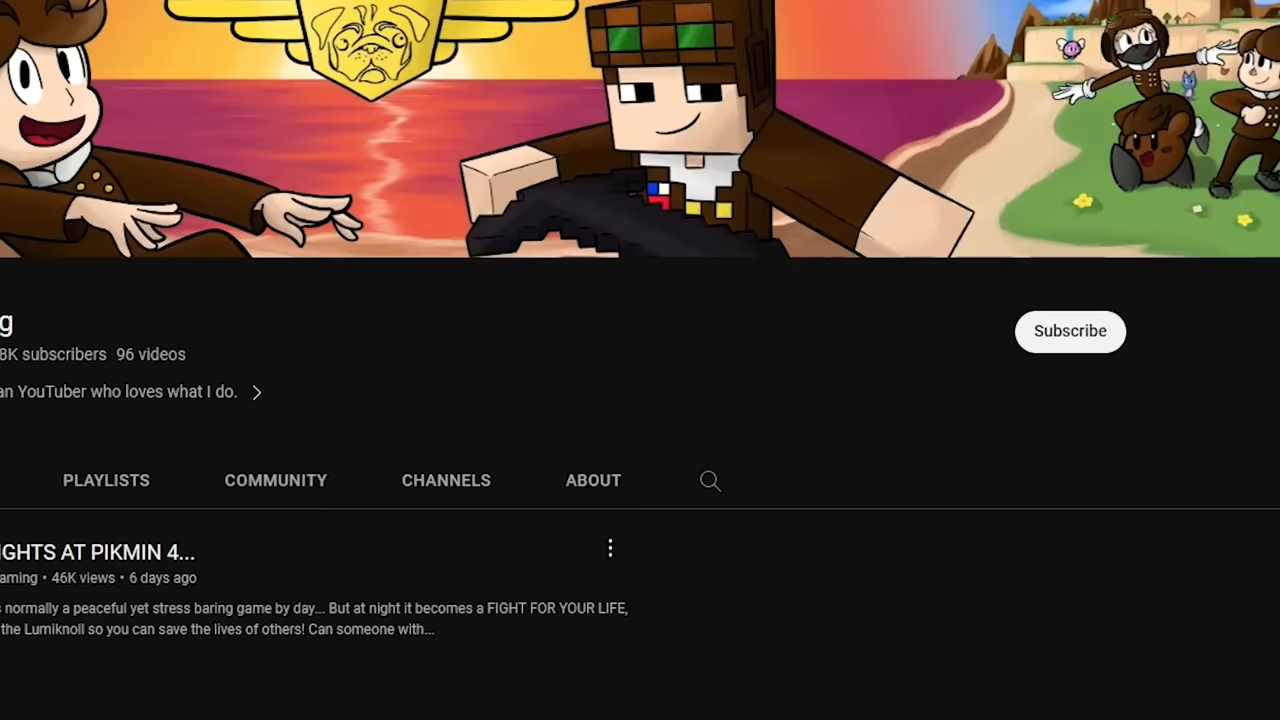 g
8K subscribers 96 videos
an YouTuber who loves what I do.
Subscribe
PLAYLISTS COMMUNITY CHANNELS ABOUT
IGHTS AT PIKMIN 4...
aming • 46K views • 6 days ago
s normally a peaceful yet stress baring game by day... But at night it becomes a FIGHT FOR YOUR LIFE,
the Lumiknoll so you can save the lives of others! Can someone with...